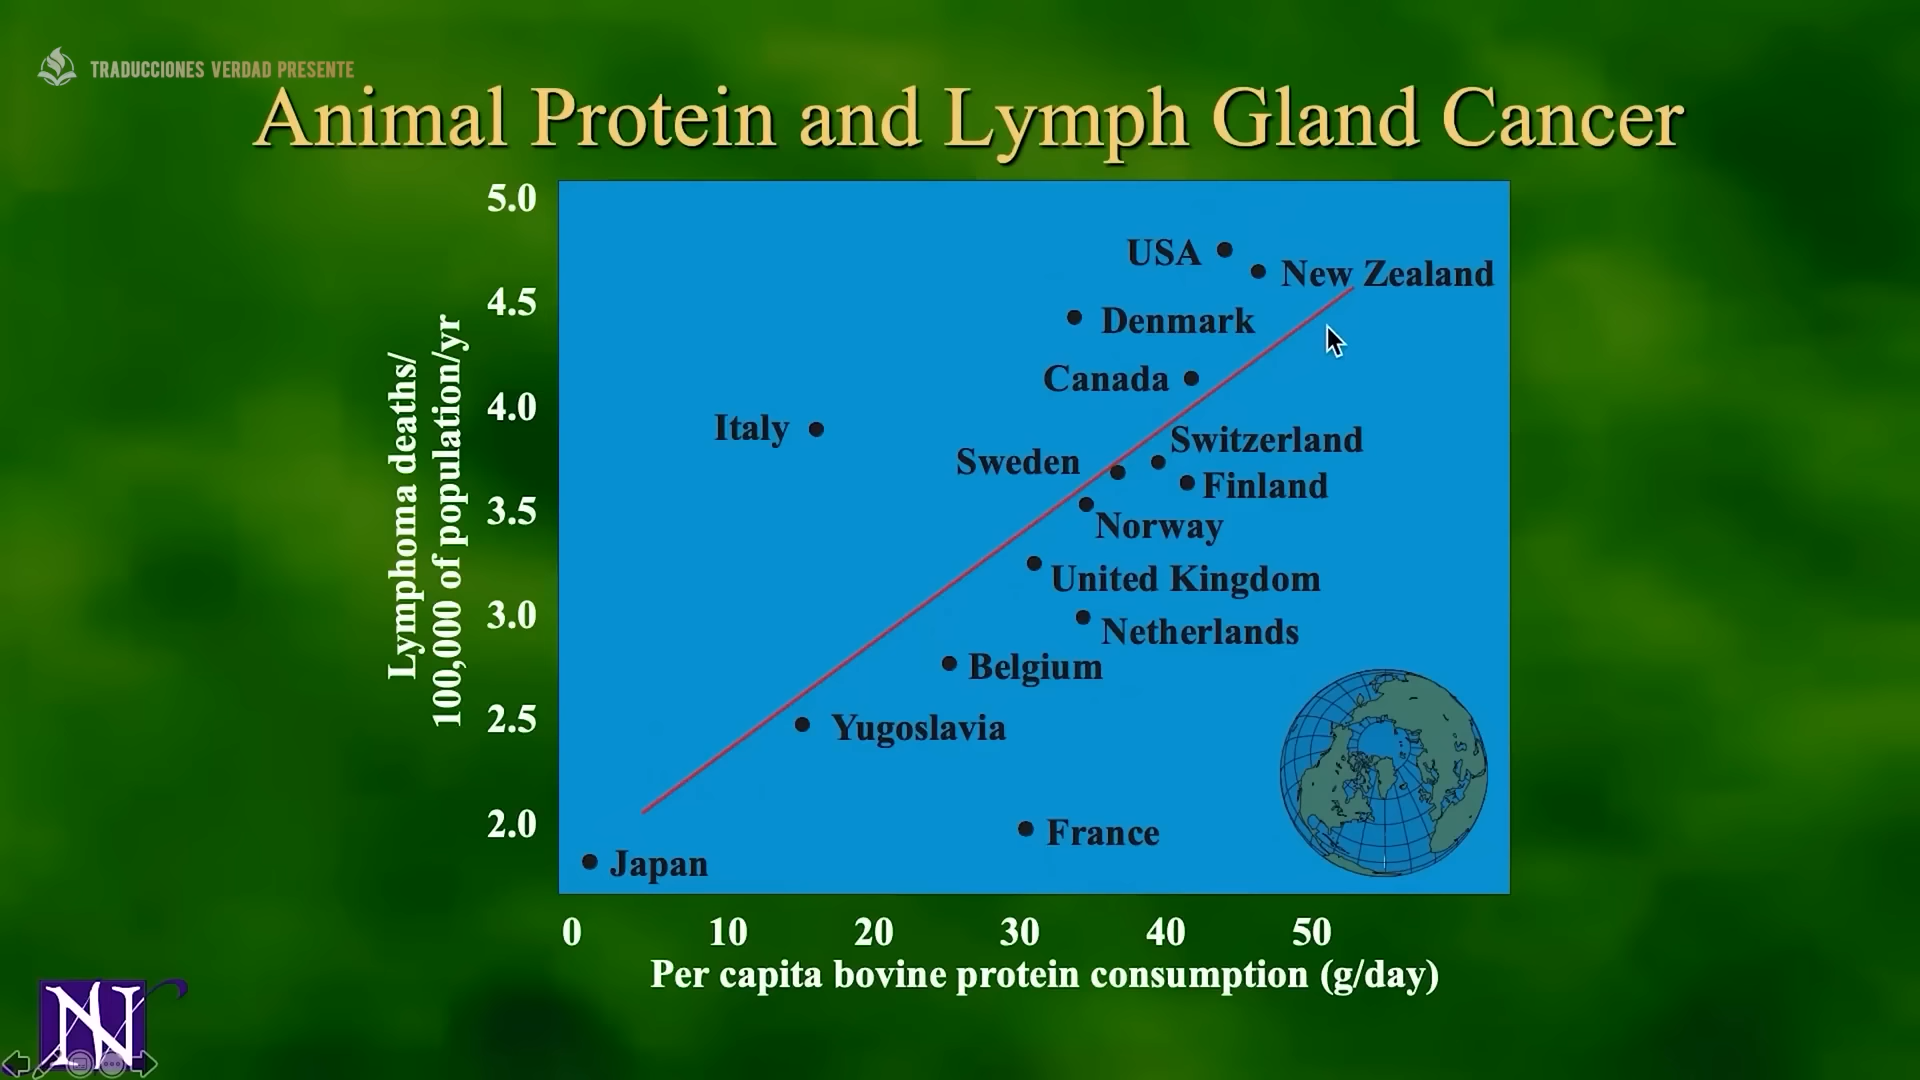 TRADUCCIONES VERDAD PRESENTE
Animal Protein and Lymph Gland Cancer
Lymphoma deaths/
100,000 of population/yr
5.0
4.5
4.0
3.5
3.0
2.5
2.0
USA
New Zealand
Denmark
Canada
Italy
Switzerland
Sweden
Finland
Norway
United Kingdom
Netherlands
Belgium
Yugoslavia
France
Japan
0 10 20 30 40 50
Per capita bovine protein consumption (g/day)
N